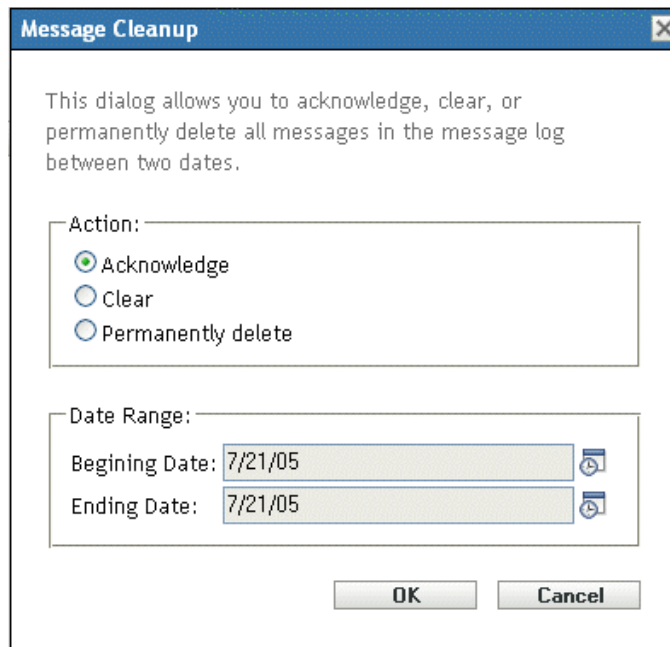 Message Cleanup
This dialog allows you to acknowledge, clear, or
permanently delete all messages in the message log
between two dates.
Action:
Acknowledge
Clear
Permanently delete
Date Range:
Begining Date: 7/21/05
Ending Date: 7/21/05
OK Cancel